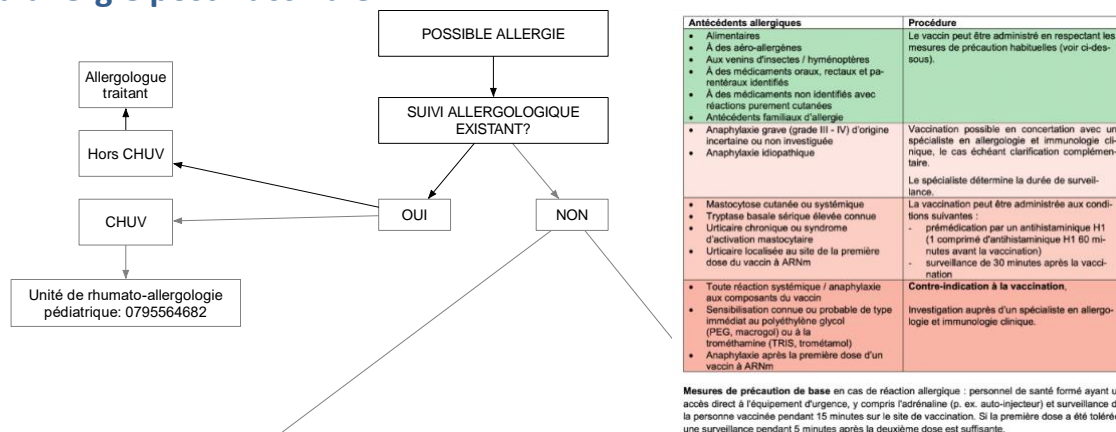 POSSIBLE ALLERGIE
SUIVI ALLERGOLOGIQUE
EXISTANT?
Allergologue
traitant
Hors CHUV
CHUV
OUI
NON
Unité de rhumato-allergologie
pédiatrique: 0795564682
Antécédents allergiques
Procédure
• Alimentaires
• À des aéro-allergènes
• Aux venins d'insectes / hyménoptères
• À des médicaments oraux, rectaux et pa-
rentéraux identifiés
• À des médicaments non identifiés avec
réactions purement cutanées
• Antécédents familiaux d'allergie
Le vaccin peut être administré en respectant les
mesures de précaution habituelles (voir ci-des-
sous).
• Anaphylaxie grave (grade III - IV) d'origine
incertaine ou non investiguée
• Anaphylaxie idiopathique
Vaccination possible en concertation avec un
spécialiste en allergologie et immunologie cli-
nique, le cas échéant clarification complémen-
taire.
Le spécialiste détermine la durée de surveil-
lance.
• Mastocytose cutanée ou systémique
• Tryptase basale sérique élevée connue
• Urticaire chronique ou syndrome
d'activation mastocytaire
• Urticaire localisée au site de la première
dose du vaccin à ARNm
La vaccination peut être administrée aux condi-
tions suivantes :
- prémédication par un antihistaminique H1
(1 comprimé d'antihistaminique H1 60 mi-
nutes avant la vaccination)
- surveillance de 30 minutes après la vacci-
nation
• Toute réaction systémique / anaphylaxie
aux composants du vaccin
• Sensibilisation connue ou probable de type
immédiat au polyéthylène glycol
(PEG, macrogol) ou à la
trométhamine (TRIS, trométamol)
• Anaphylaxie après la première dose d'un
vaccin à ARNm
Contre-indication à la vaccination,
Investigation auprès d'un spécialiste en allergo-
logie et immunologie clinique.
Mesures de précaution de base en cas de réaction allergique : personnel de santé formé ayant u
accès direct à l'équipement d'urgence, y compris l'adrénaline (p. ex. auto-injecteur) et surveillance d
la personne vaccinée pendant 15 minutes sur le site de vaccination. Si la première dose a été tolérée
une surveillance pendant 5 minutes après la deuxième dose est suffisante.